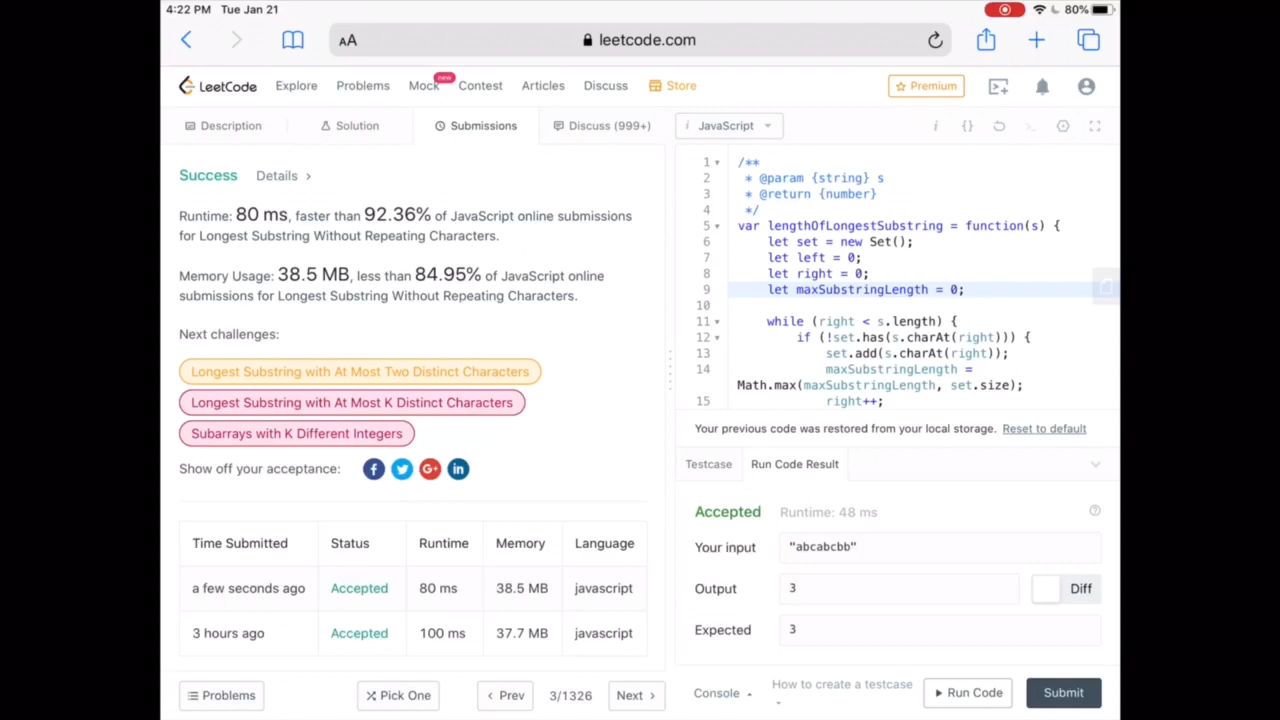 4:22 PM Tue Jan 21
80%
AA
leetcode.com
LeetCode
Explore
Problems
Mock
new
Contest
Articles
Discuss
Store
Premium
Description
Solution
Submissions
Discuss (999+)
i JavaScript
Success
Details
Runtime: 80 ms, faster than 92.36% of JavaScript online submissions
for Longest Substring Without Repeating Characters.
Memory Usage: 38.5 MB, less than 84.95% of JavaScript online
submissions for Longest Substring Without Repeating Characters.
Next challenges:
Longest Substring with At Most Two Distinct Characters
Longest Substring with At Most K Distinct Characters
Subarrays with K Different Integers
Show off your acceptance:
Time Submitted Status Runtime Memory Language
a few seconds ago Accepted 80 ms 38.5 MB javascript
3 hours ago Accepted 100 ms 37.7 MB javascript
Problems
Pick One
Prev
3/1326
Next
1 /**
2 * @param {string} s
3 * @return {number}
4 */
5 var lengthOfLongestSubstring = function(s) {
6 let set = new Set();
7 let left = 0;
8 let right = 0;
9 let maxSubstringLength = 0;
10
11 while (right < s.length) {
12 if (!set.has(s.charAt(right))) {
13 set.add(s.charAt(right));
14 maxSubstringLength =
Math.max(maxSubstringLength, set.size);
15 right++;
Your previous code was restored from your local storage. Reset to default
Testcase
Run Code Result
Accepted Runtime: 48 ms
Your input "abcabcbb"
Output 3
Diff
Expected 3
Console
How to create a testcase
Run Code
Submit